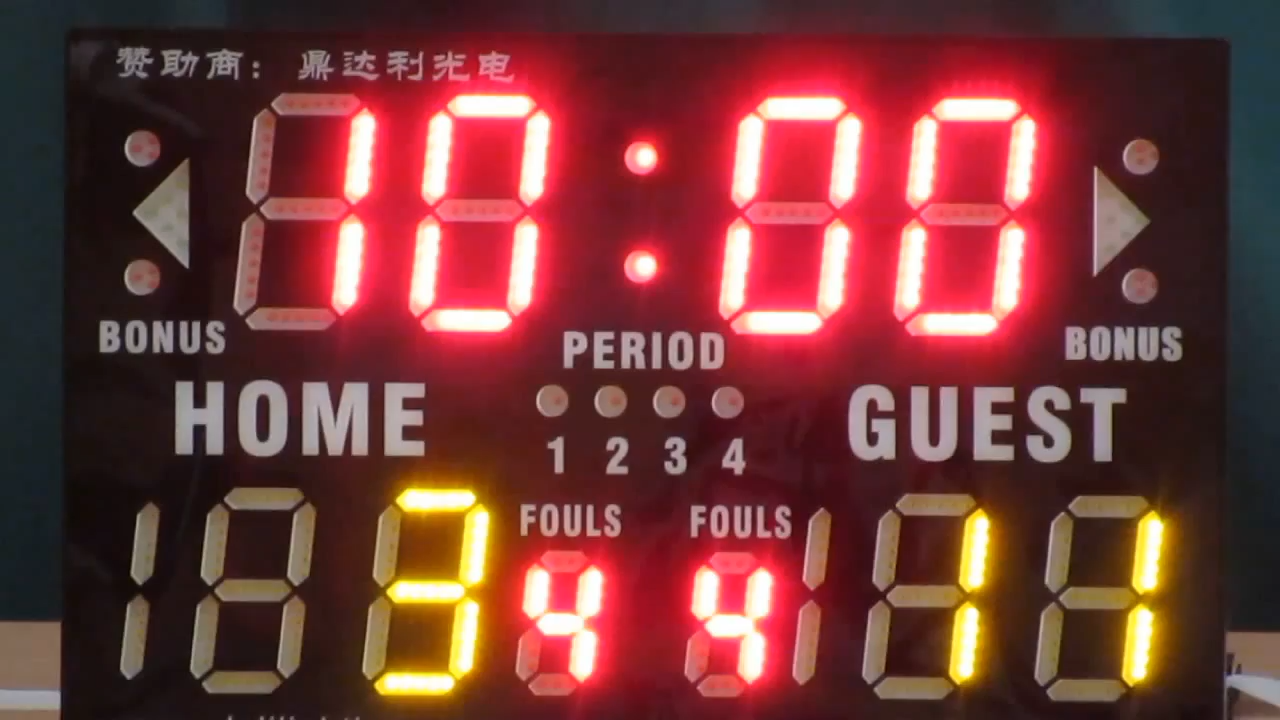 赞助商：鼎达利光电
10:00
BONUS
PERIOD
BONUS
HOME
GUEST
1 2 3 4
FOULS
FOULS
3
4
4
11